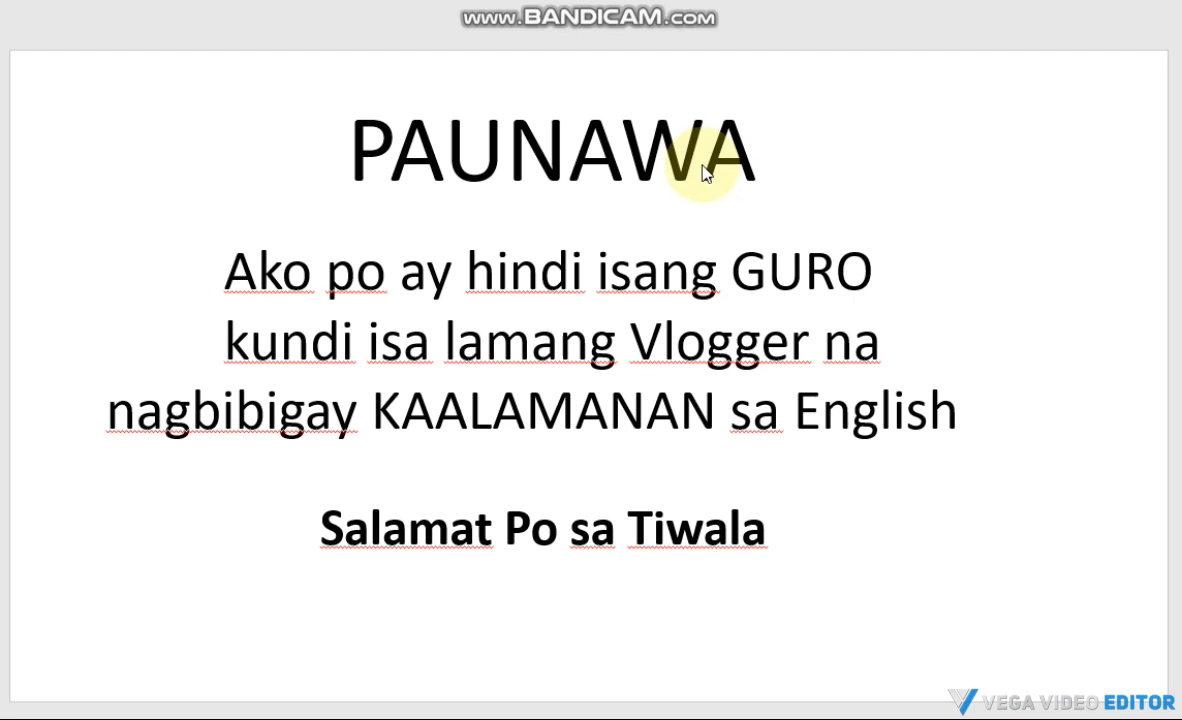 www.BANDICAM.com
PAUNAWA
Ako po ay hindi isang GURO
kundi isa lamang Vlogger na
nagbibigay KAALAMANAN sa English
Salamat Po sa Tiwala
VEGA VIDEO EDITOR